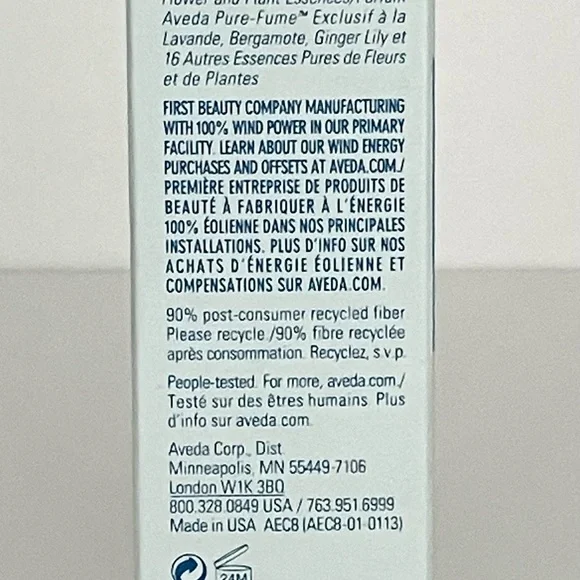 Flower and Plant Essences/Parfum
Aveda Pure-Fume™ Exclusif à la
Lavande, Bergamote, Ginger Lily et
16 Autres Essences Pures de Fleurs
et de Plantes
FIRST BEAUTY COMPANY MANUFACTURING
WITH 100% WIND POWER IN OUR PRIMARY
FACILITY. LEARN ABOUT OUR WIND ENERGY
PURCHASES AND OFFSETS AT AVEDA.COM./
PREMIÈRE ENTREPRISE DE PRODUITS DE
BEAUTÉ À FABRIQUER À L'ÉNERGIE
100% ÉOLIENNE DANS NOS PRINCIPALES
INSTALLATIONS. PLUS D'INFO SUR NOS
ACHATS D'ÉNERGIE ÉOLIENNE ET
COMPENSATIONS SUR AVEDA.COM.
90% post-consumer recycled fiber.
Please recycle./90% fibre recyclée
après consommation. Recyclez, s.v.p.
People-tested. For more, aveda.com./
Testé sur des êtres humains. Plus
d'info sur aveda.com.
Aveda Corp., Dist.
Minneapolis, MN 55449-7106
London W1K 3BQ
800.328.0849 USA / 763.951.6999
Made in USA AEC8 (AEC8-01-0113)
24M